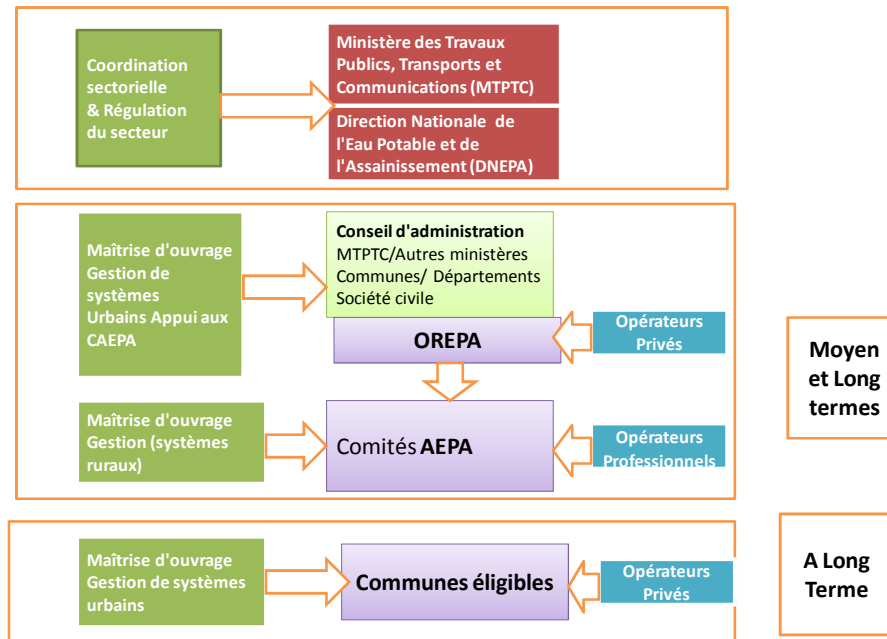 Coordination
sectorielle
& Régulation
du secteur
Ministère des Travaux
Publics, Transports et
Communications (MTPTC)
Direction Nationale de
l'Eau Potable et de
l'Assainissement (DNEPA)
Maîtrise d'ouvrage
Gestion de
systèmes
Urbains Appui aux
CAEPA
Conseil d'administration
MTPTC/Autres ministères
Communes/ Départements
Société civile
OREPA
Opérateurs
Privés
Moyen
et Long
termes
Maîtrise d'ouvrage
Gestion (systèmes
ruraux)
Comités AEPA
Opérateurs
Professionnels
Maîtrise d'ouvrage
Gestion de systèmes
urbains
Communes éligibles
Opérateurs
Privés
A Long
Terme